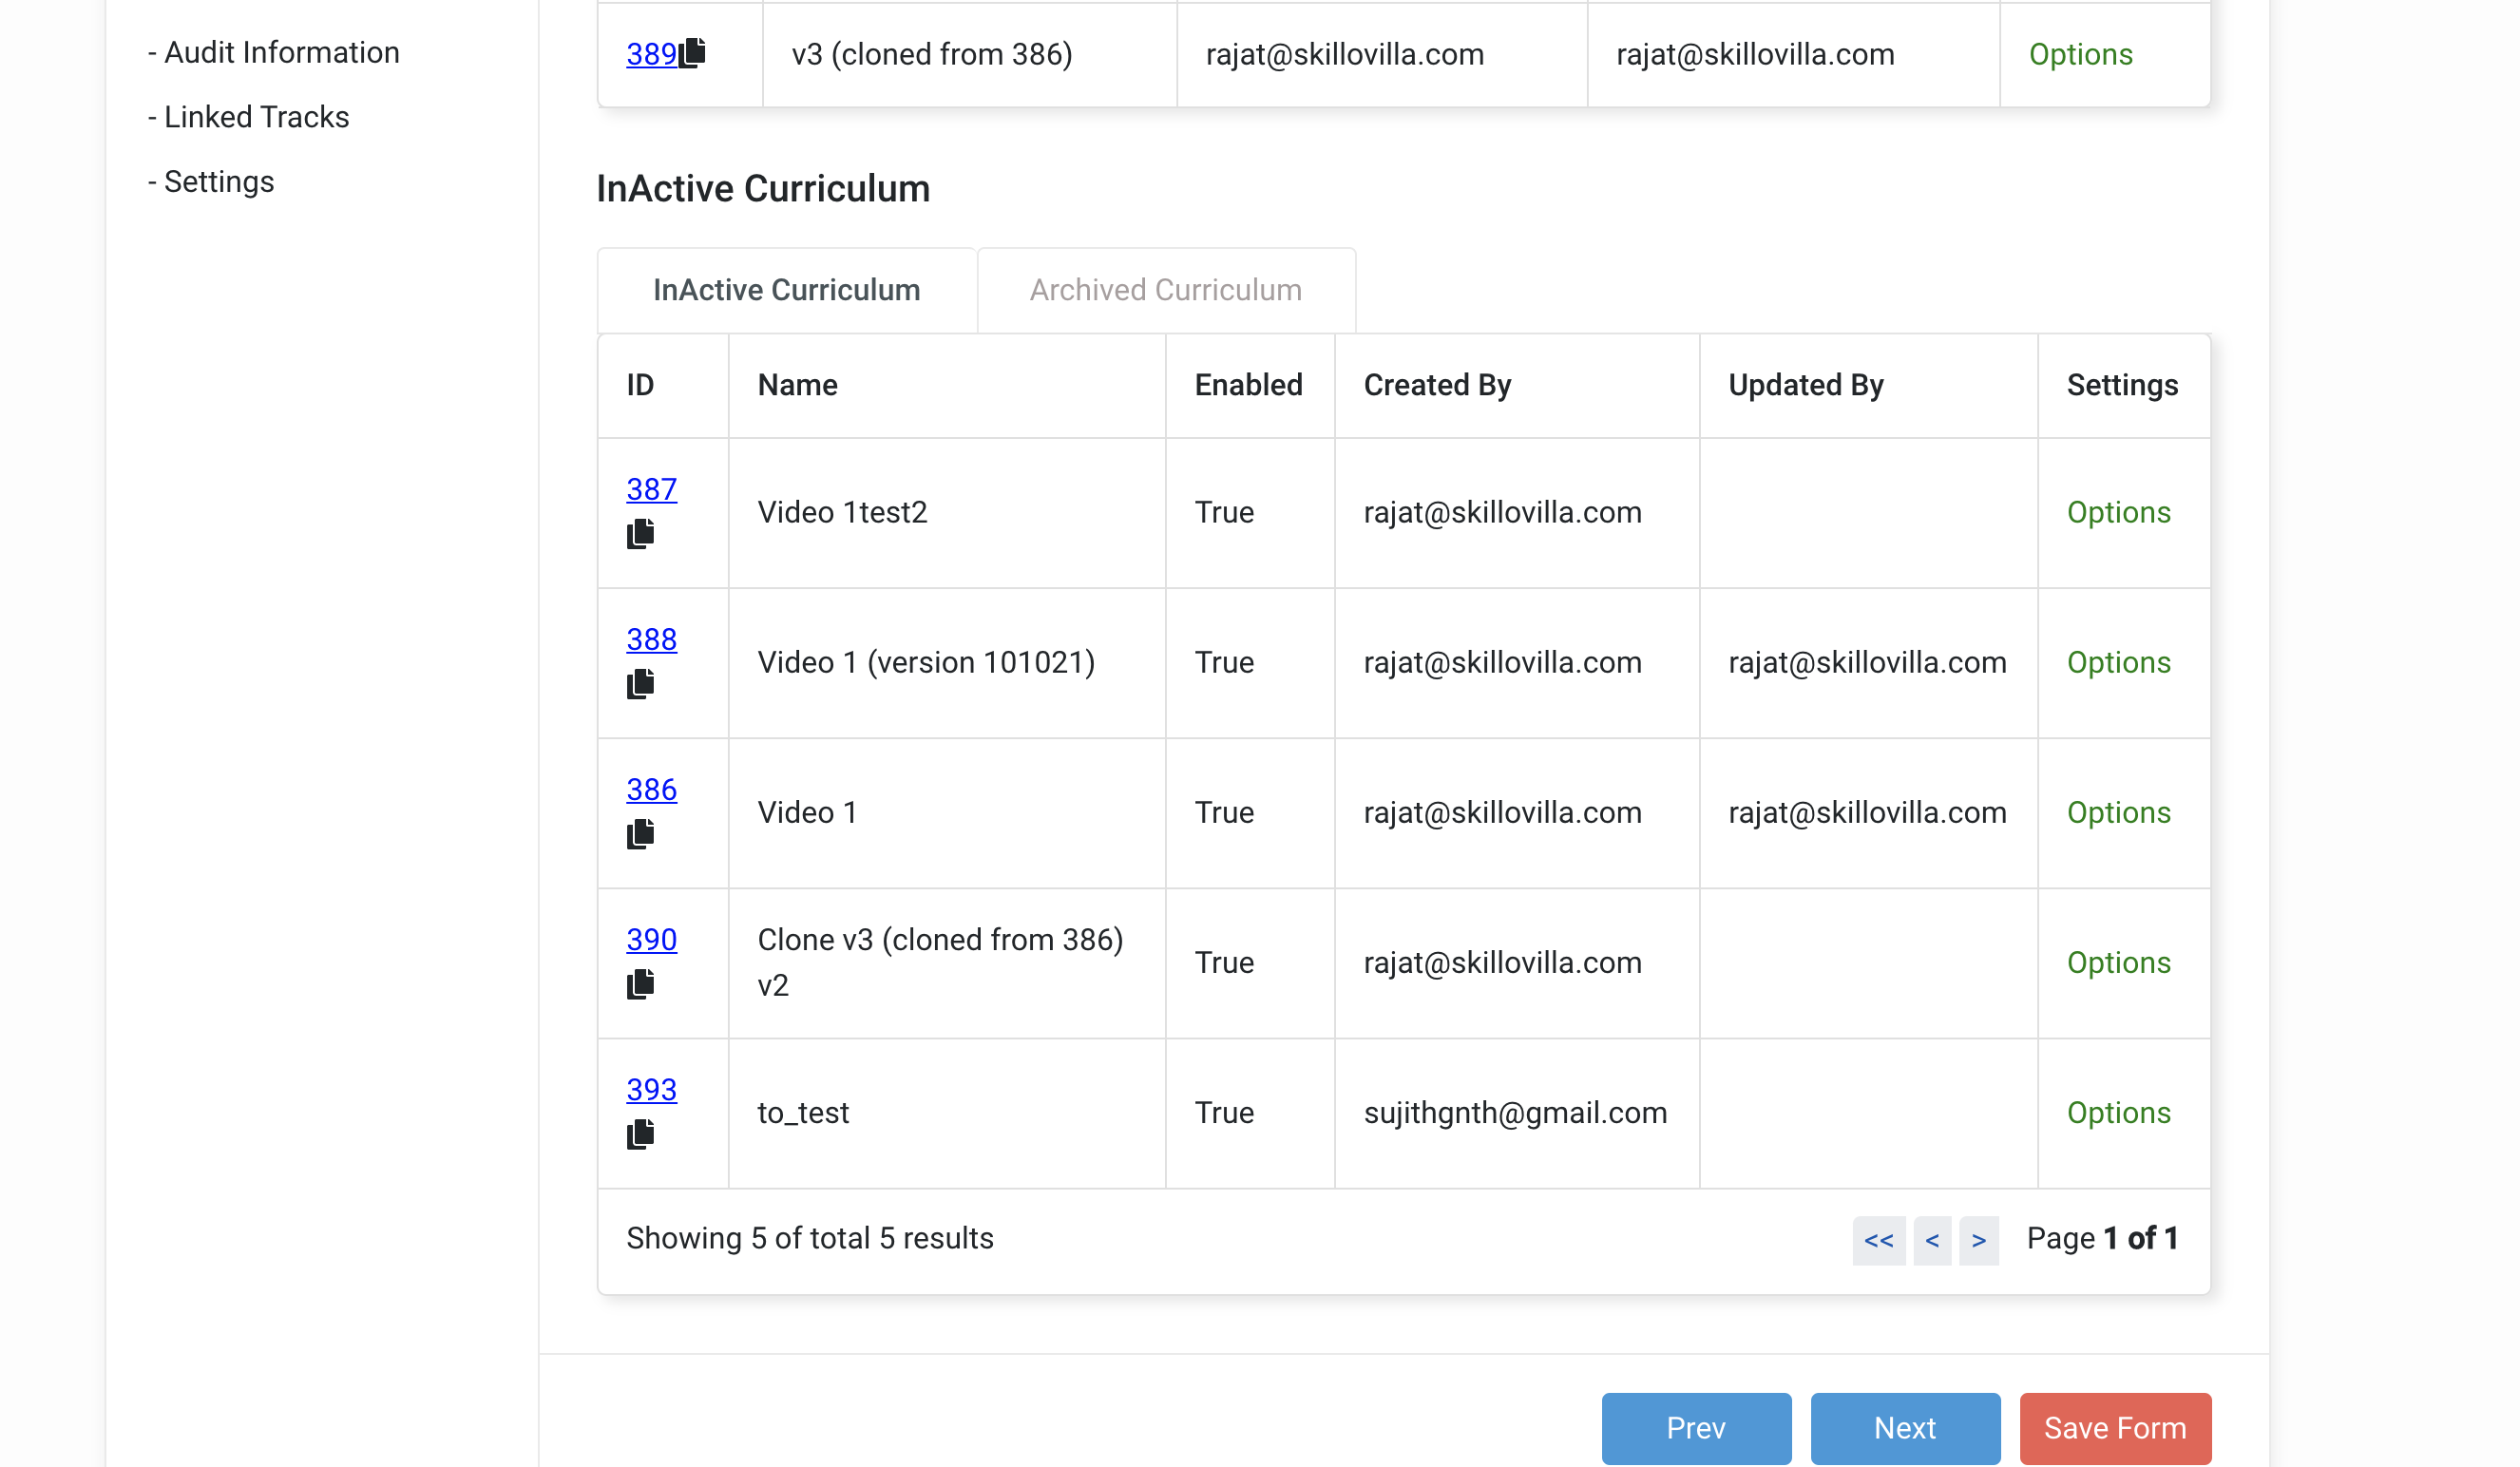 - Audit Information
- Linked Tracks
- Settings
389 v3 (cloned from 386) rajat@skillovilla.com rajat@skillovilla.com Options
InActive Curriculum
InActive Curriculum Archived Curriculum
ID Name Enabled Created By Updated By Settings
387 Video 1test2 True rajat@skillovilla.com Options
388 Video 1 (version 101021) True rajat@skillovilla.com rajat@skillovilla.com Options
386 Video 1 True rajat@skillovilla.com rajat@skillovilla.com Options
390 Clone v3 (cloned from 386)
v2 True rajat@skillovilla.com Options
393 to_test True sujithgnth@gmail.com Options
Showing 5 of total 5 results << < > Page 1 of 1
Prev Next Save Form